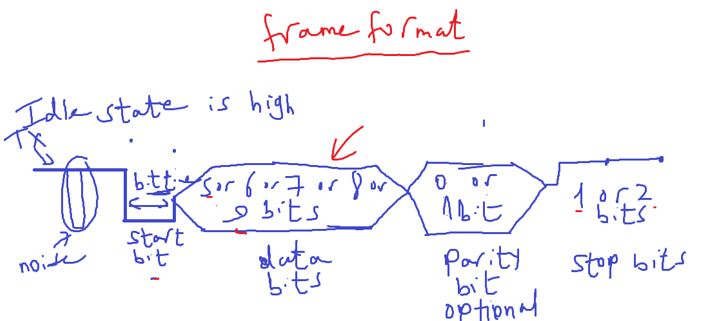 frame format
Idle state is high
Tx
bit time
5 or 6 or 7 or 8 or
9 bits
0 or
1 bit
1 or 2
bits
noise
start
bit
data
bits
parity
bit
optional
stop bits